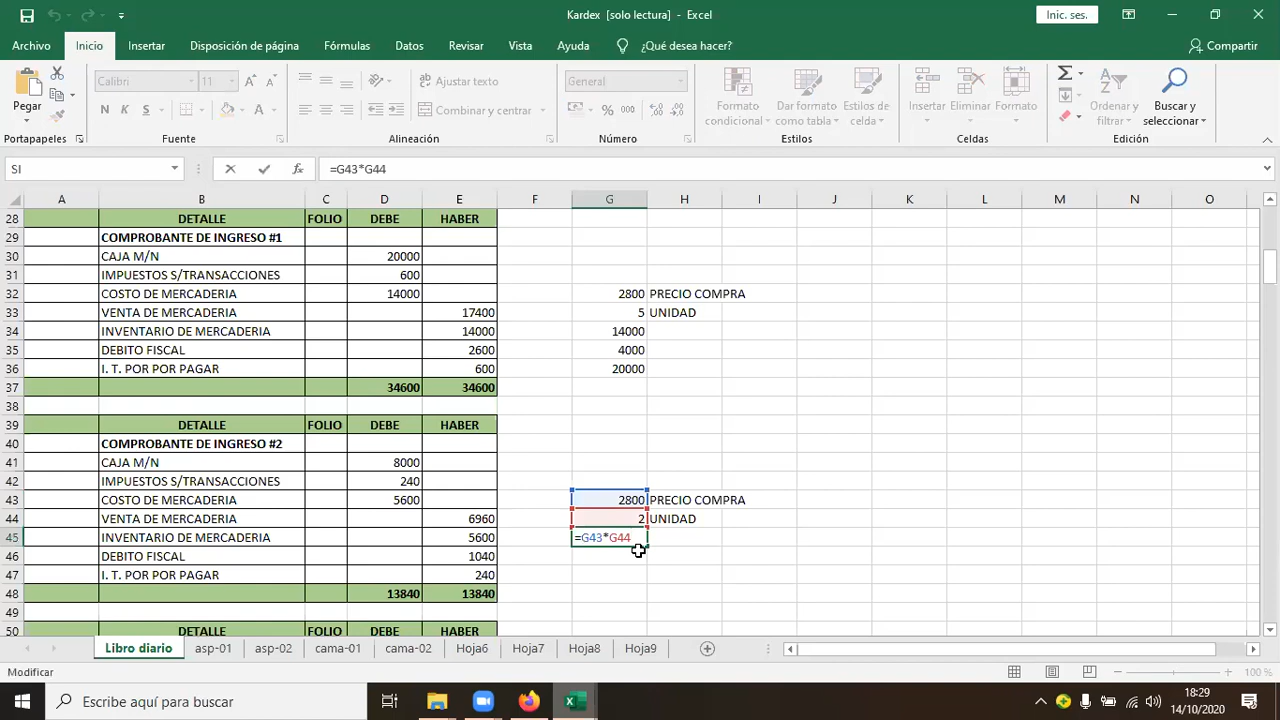 Kardex [solo lectura] - Excel
Inic. ses.
Archivo Inicio Insertar Disposición de página Fórmulas Datos Revisar Vista Ayuda ¿Qué desea hacer? Compartir
Pegar
Calibri 11
A A
Ajustar texto
General
Formato condicional
Dar formato como tabla
Estilos de celda
Insertar
Eliminar
Formato
Ordenar y filtrar
Buscar y seleccionar
N K S
A
Combinar y centrar
% 000
Portapapeles Fuente Alineación Número Estilos Celdas Edición
SI fx =G43*G44
A B C D E F G H I J K L M N O
28 DETALLE FOLIO DEBE HABER
29 COMPROBANTE DE INGRESO #1
30 CAJA M/N 20000
31 IMPUESTOS S/TRANSACCIONES 600
32 COSTO DE MERCADERIA 14000 2800 PRECIO COMPRA
33 VENTA DE MERCADERIA 17400 5 UNIDAD
34 INVENTARIO DE MERCADERIA 14000 14000
35 DEBITO FISCAL 2600 4000
36 I. T. POR POR PAGAR 600 20000
37 34600 34600
38
39 DETALLE FOLIO DEBE HABER
40 COMPROBANTE DE INGRESO #2
41 CAJA M/N 8000
42 IMPUESTOS S/TRANSACCIONES 240
43 COSTO DE MERCADERIA 5600 2800 PRECIO COMPRA
44 VENTA DE MERCADERIA 6960 2 UNIDAD
45 INVENTARIO DE MERCADERIA 5600 =G43*G44
46 DEBITO FISCAL 1040
47 I. T. POR POR PAGAR 240
48 13840 13840
49
50 DETALLE FOLIO DEBE HABER
Libro diario asp-01 asp-02 cama-01 cama-02 Hoja6 Hoja7 Hoja8 Hoja9
Modificar 100 %
Escribe aquí para buscar
18:29
14/10/2020